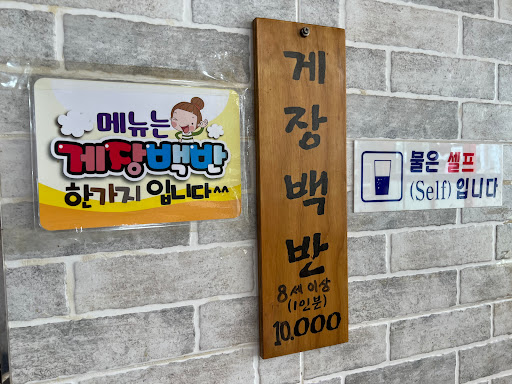 메뉴는
게장백반
한가지 입니다^^
게장백반
8세 이상
(1인분)
10.000
물은 셀프
(Self) 입니다